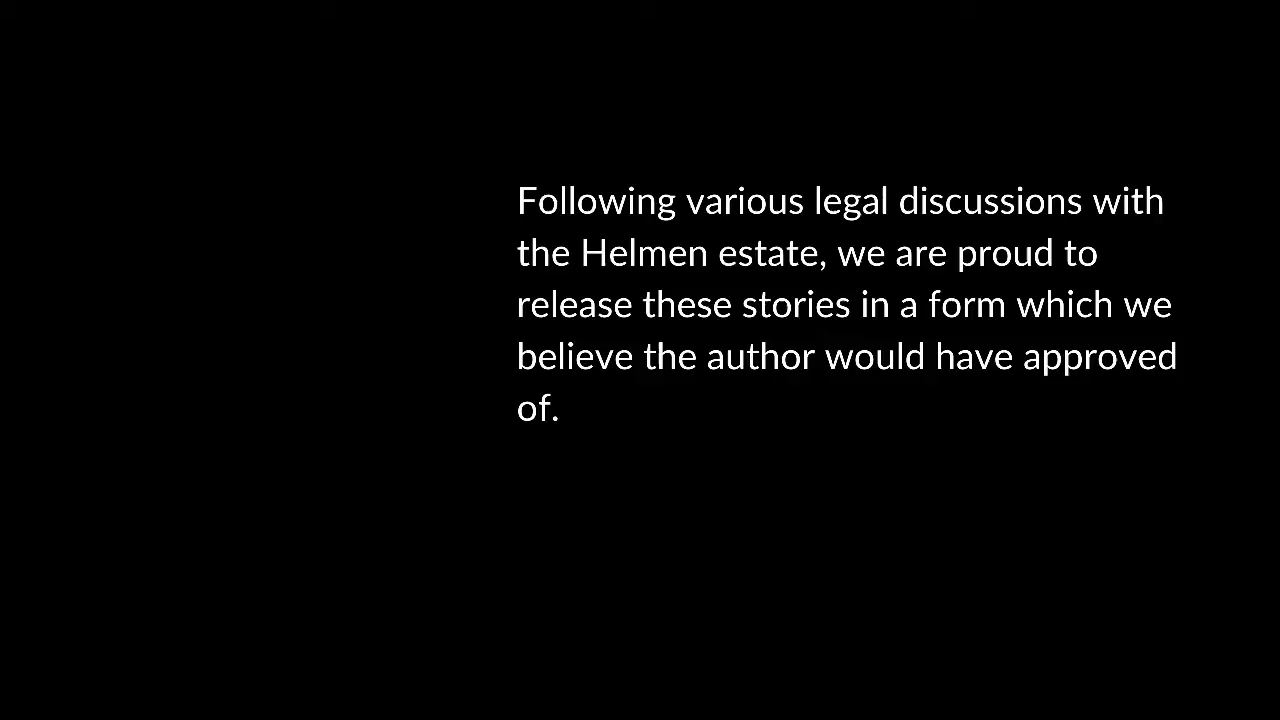 Following various legal discussions with
the Helmen estate, we are proud to
release these stories in a form which we
believe the author would have approved
of.